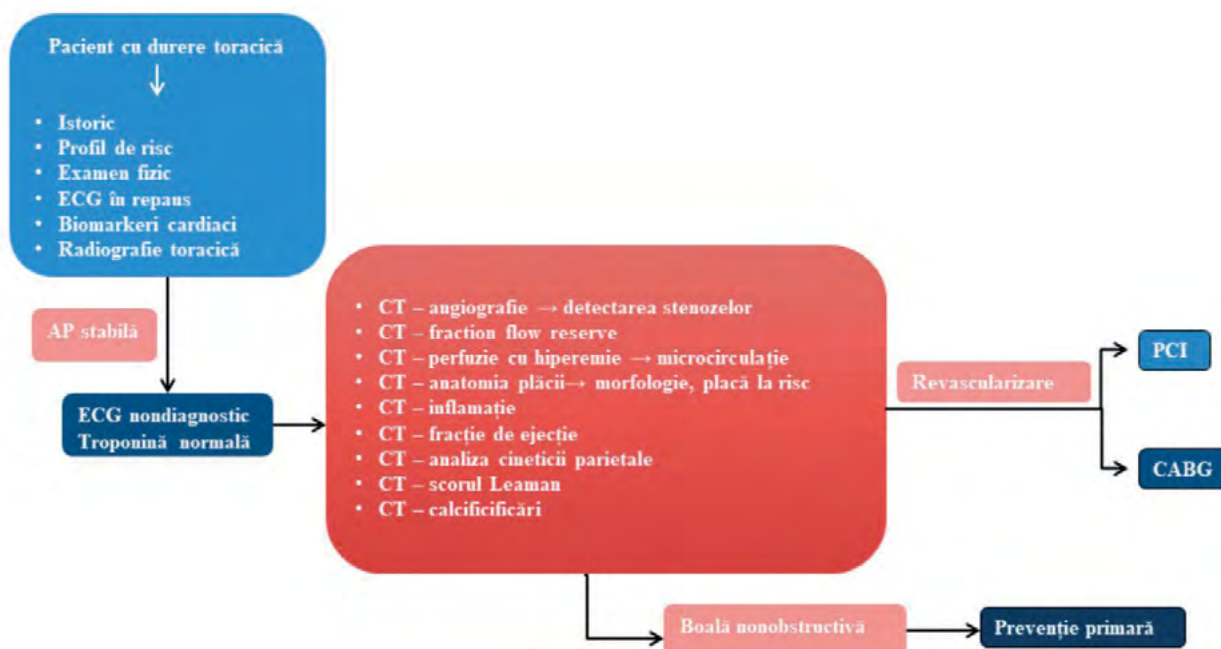 Pacient cu durere toracică
• Istoric
• Profil de risc
• Examen fizic
• ECG în repaus
• Biomarkeri cardiaci
• Radiografie toracică
AP stabilă
ECG nondiagnostic
Troponină normală
• CT – angiografie → detectarea stenozelor
• CT – fraction flow reserve
• CT – perfuzie cu hiperemie → microcirculație
• CT – anatomia plăcii→ morfologie, placă la risc
• CT – inflamație
• CT – fracție de ejecție
• CT – analiza cineticii parietale
• CT – scorul Leaman
• CT – calcificificări
Revascularizare
PCI
CABG
Boală nonobstructivă
Prevenție primară